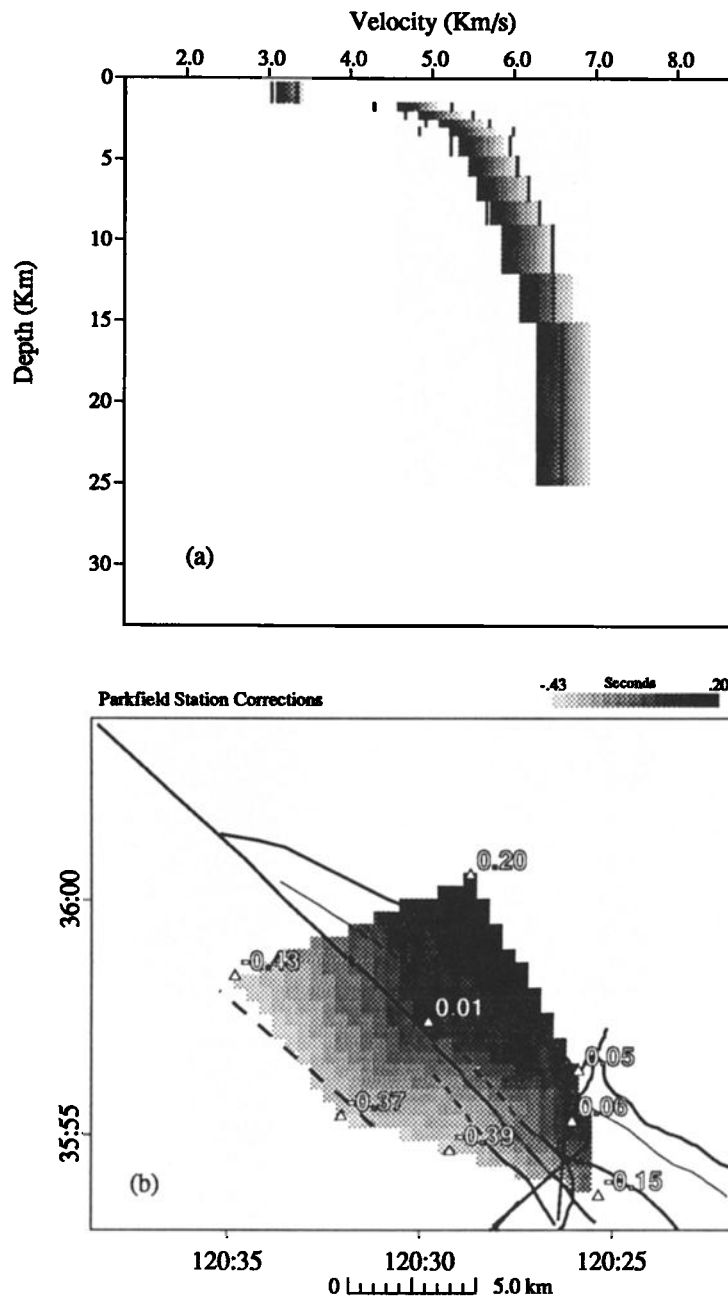 Velocity (Km/s)
2.0 3.0 4.0 5.0 6.0 7.0 8.0
0
5
10
15
20
25
30
Depth (Km)
(a)
Parkfield Station Corrections
-.43 Seconds .20
0.20
36:00
-0.43
0.01
0.05
-0.37
0.06
35:55
-0.39
(b)
-0.15
120:35 120:30 120:25
0 5.0 km